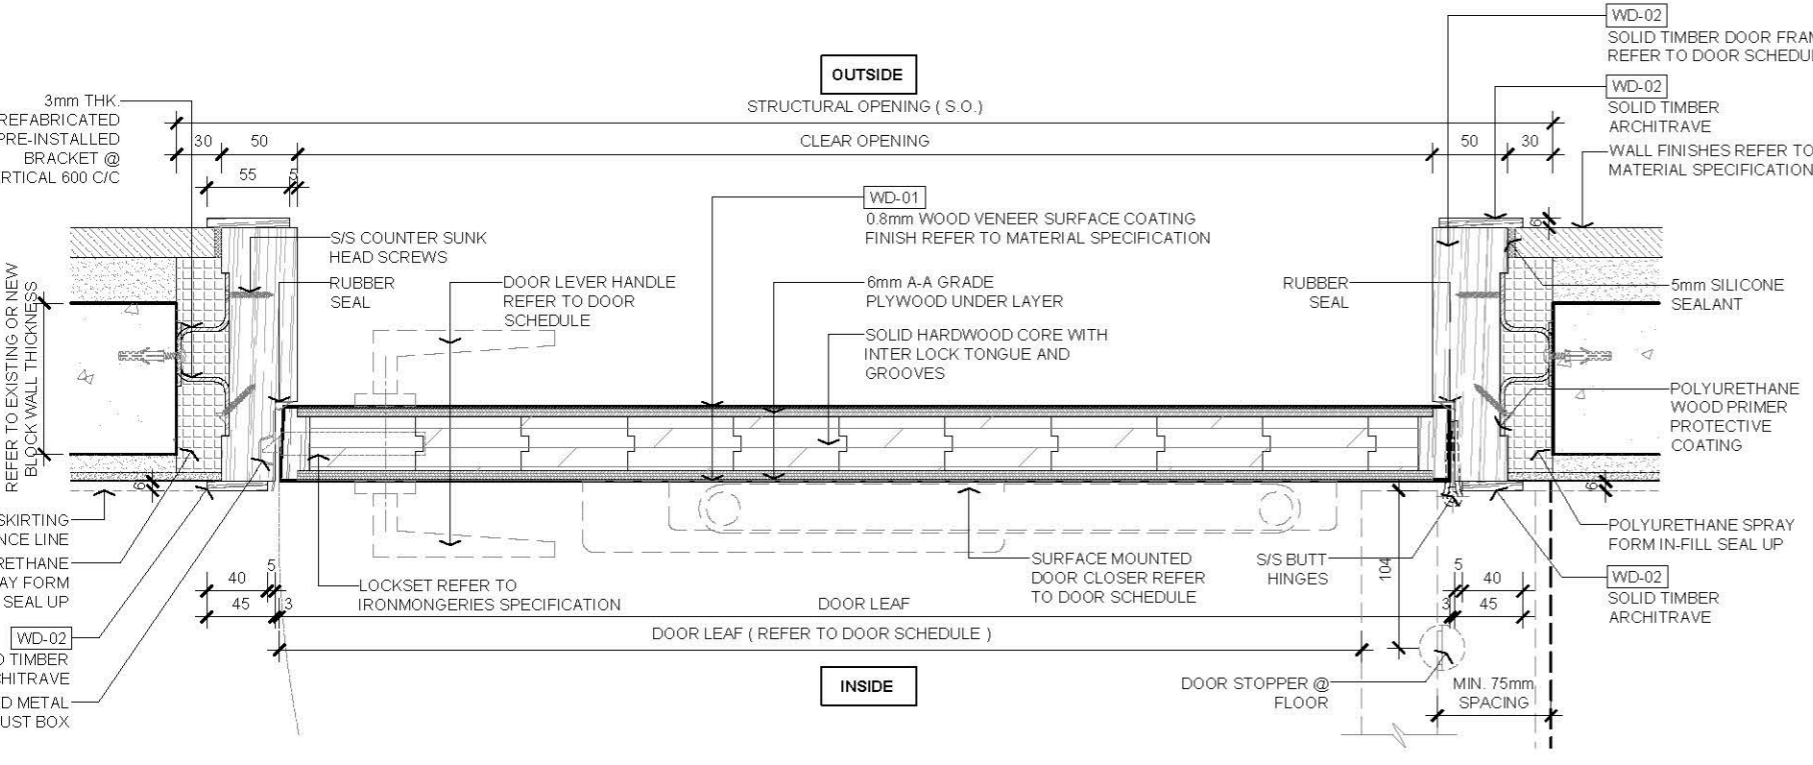 WD-02
SOLID TIMBER DOOR FRAM
REFER TO DOOR SCHEDUL
OUTSIDE
STRUCTURAL OPENING ( S.O.)
WD-02
SOLID TIMBER
ARCHITRAVE
3mm THK.
REFABRICATED
PRE-INSTALLED
BRACKET @
RTICAL 600 C/C
30
50
CLEAR OPENING
50
30
WALL FINISHES REFER TO
MATERIAL SPECIFICATION
55
5
WD-01
0.8mm WOOD VENEER SURFACE COATING
FINISH REFER TO MATERIAL SPECIFICATION
6
S/S COUNTER SUNK
HEAD SCREWS
RUBBER
SEAL
DOOR LEVER HANDLE
REFER TO DOOR
SCHEDULE
6mm A-A GRADE
PLYWOOD UNDER LAYER
RUBBER
SEAL
5mm SILICONE
SEALANT
SOLID HARDWOOD CORE WITH
INTER LOCK TONGUE AND
GROOVES
REFER TO EXISTING OR NEW
BLOCK WALL THICKNESS
POLYURETHANE
WOOD PRIMER
PROTECTIVE
COATING
6
6
SKIRTING
NCE LINE
RETHANE
AY FORM
SEAL UP
POLYURETHANE SPRAY
FORM IN-FILL SEAL UP
SURFACE MOUNTED
DOOR CLOSER REFER
TO DOOR SCHEDULE
S/S BUTT
HINGES
104
40
5
5
40
LOCKSET REFER TO
IRONMONGERIES SPECIFICATION
WD-02
SOLID TIMBER
ARCHITRAVE
45
3
DOOR LEAF
3
45
WD-02
D TIMBER
CHITRAVE
DOOR LEAF ( REFER TO DOOR SCHEDULE )
INSIDE
D METAL
UST BOX
DOOR STOPPER @
FLOOR
MIN. 75mm
SPACING